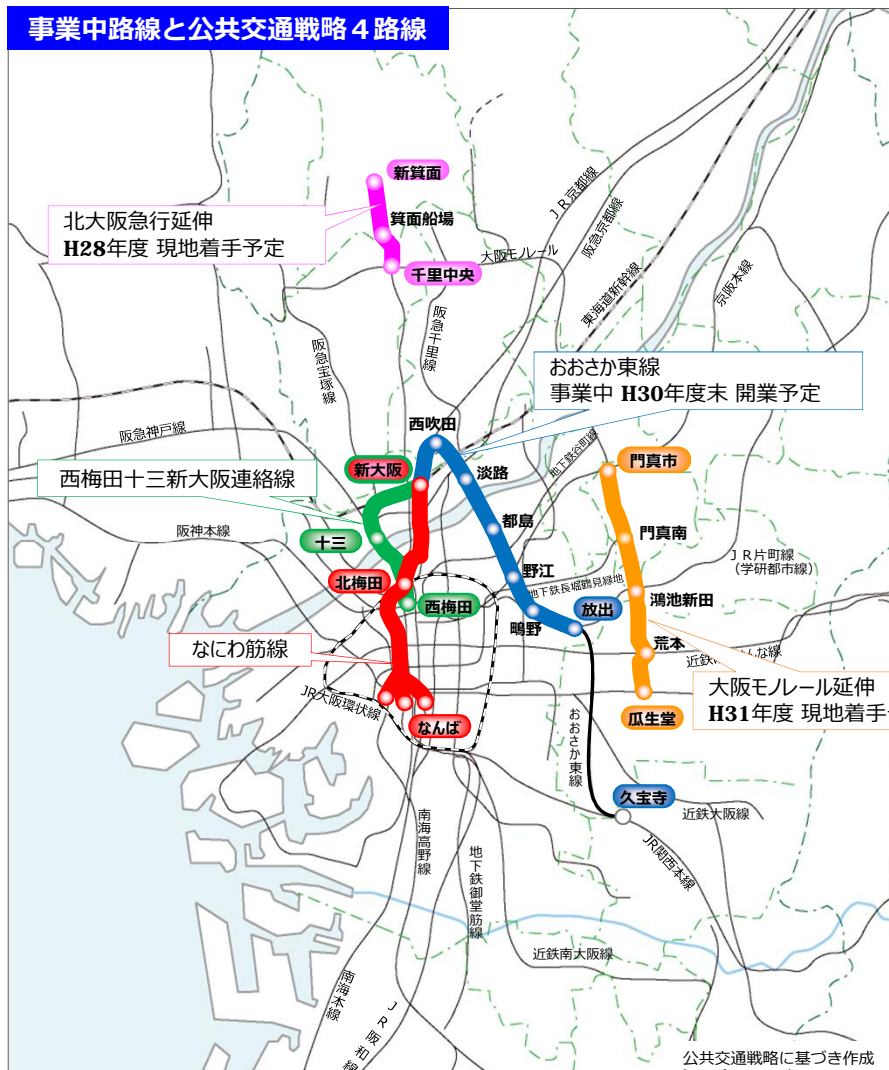 事業中路線と公共交通戦略４路線
新箕面
北大阪急行延伸
H28年度 現地着手予定
箕面船場
千里中央
大阪モノレール
ＪＲ京都線
阪急京都線
東海道新幹線
京阪本線
阪急千里線
阪急宝塚線
おおさか東線
事業中 H30年度末 開業予定
阪急神戸線
西吹田
地下鉄谷町線
門真市
西梅田十三新大阪連絡線
新大阪
淡路
阪神本線
都島
十三
門真南
ＪＲ片町線
（学研都市線）
北梅田
野江
地下鉄長堀鶴見緑地
鴻池新田
西梅田
鴫野
放出
なにわ筋線
荒本
近鉄
んな線
JR大阪環状線
なんば
大阪モノレール延伸
H31年度 現地着手
瓜生堂
おおさか東線
久宝寺
近鉄大阪線
南海高野線
地下鉄御堂筋線
JR関西本線
近鉄南大阪線
南海本線
ＪＲ阪和線
公共交通戦略に基づき作成